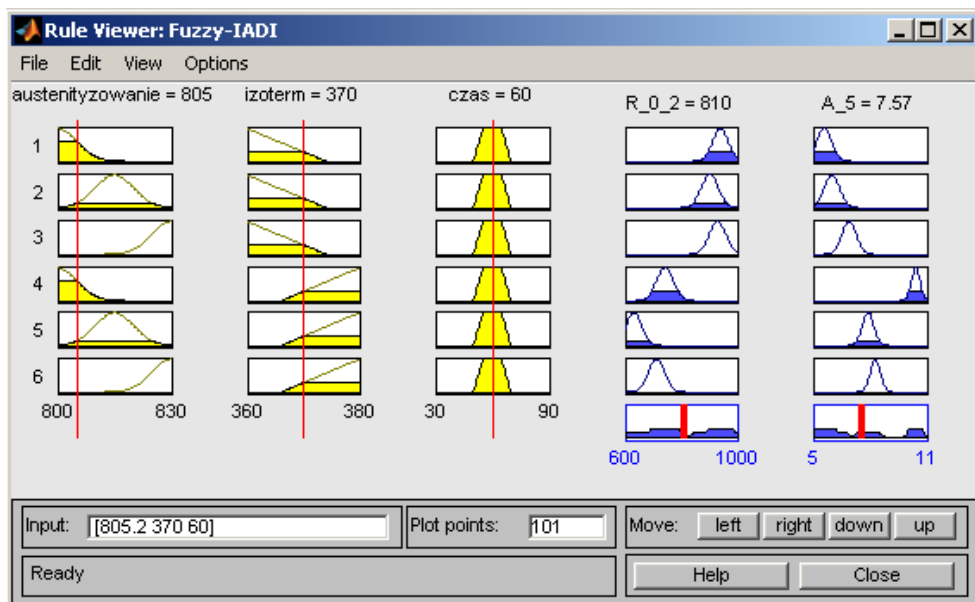 Rule Viewer: Fuzzy-IADI
File Edit View Options
austenityzowanie = 805 izoterm = 370 czas = 60 R_0_2 = 810 A_5 = 7.57
1
2
3
4
5
6
800 830 360 380 30 90
600 1000 5 11
Input: [805.2 370 60] Plot points: 101 Move: left right down up
Ready Help Close